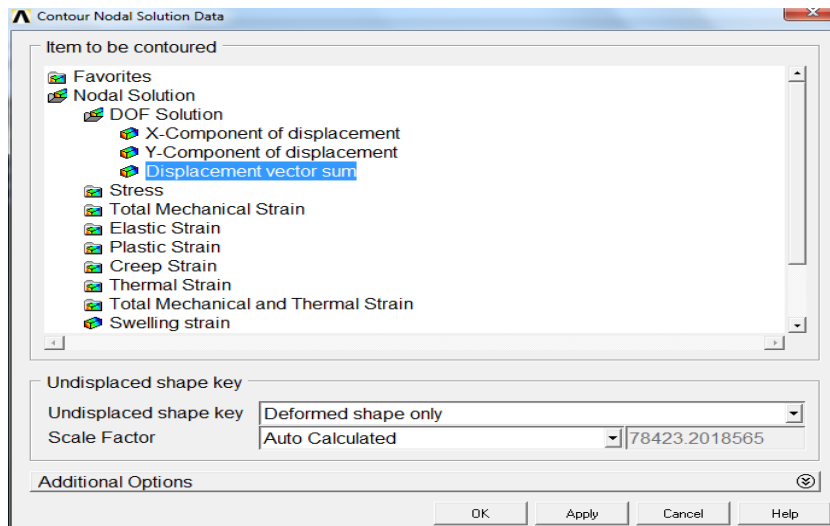 Contour Nodal Solution Data
Item to be contoured
Favorites
Nodal Solution
DOF Solution
X-Component of displacement
Y-Component of displacement
Displacement vector sum
Stress
Total Mechanical Strain
Elastic Strain
Plastic Strain
Creep Strain
Thermal Strain
Total Mechanical and Thermal Strain
Swelling strain
Undisplaced shape key
Undisplaced shape key Deformed shape only
Scale Factor Auto Calculated 78423.2018565
Additional Options
OK Apply Cancel Help